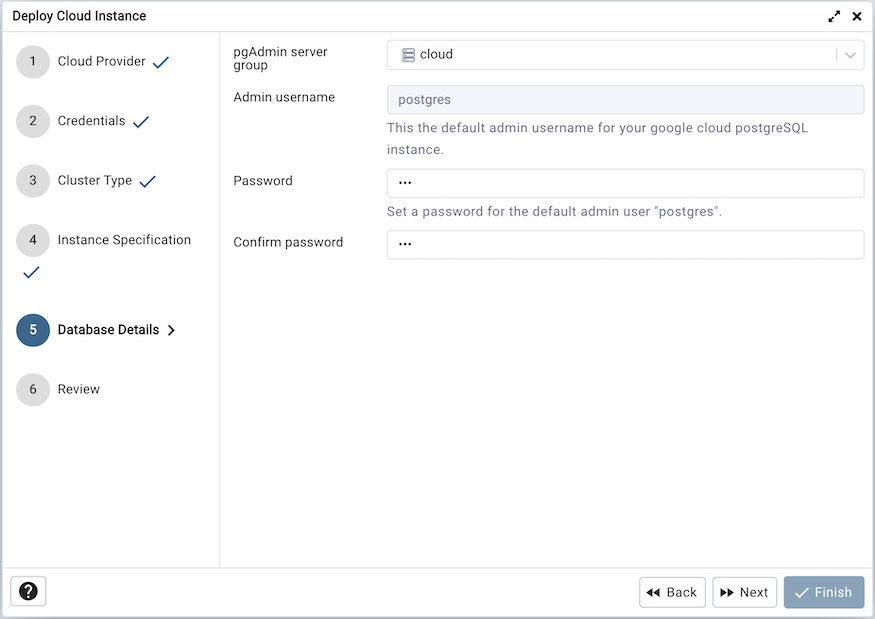 Deploy Cloud Instance
1 Cloud Provider
2 Credentials
3 Cluster Type
4 Instance Specification
5 Database Details
6 Review
pgAdmin server
group
cloud
Admin username
postgres
This the default admin username for your google cloud postgreSQL
instance.
Password
•••
Set a password for the default admin user "postgres".
Confirm password
•••
?
Back
Next
Finish